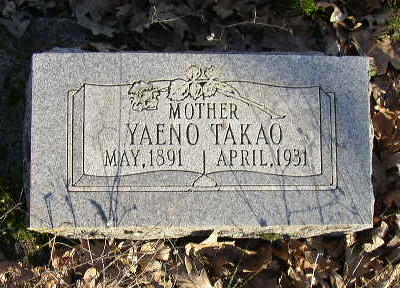 MOTHER
YAENO TAKAO
MAY, 1891 APRIL, 1931